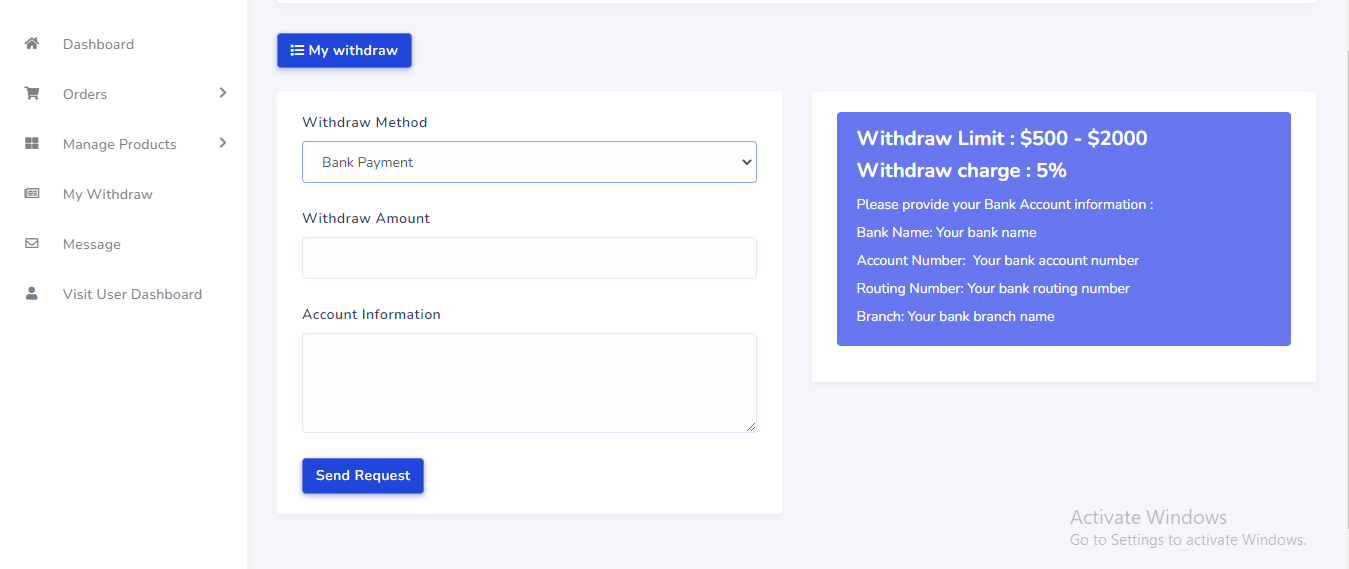 Dashboard
Orders
Manage Products
My Withdraw
Message
Visit User Dashboard
My withdraw
Withdraw Method
Bank Payment
Withdraw Amount
Account Information
Send Request
Withdraw Limit : $500 - $2000
Withdraw charge : 5%
Please provide your Bank Account information :
Bank Name: Your bank name
Account Number:  Your bank account number
Routing Number: Your bank routing number
Branch: Your bank branch name
Activate Windows
Go to Settings to activate Windows.